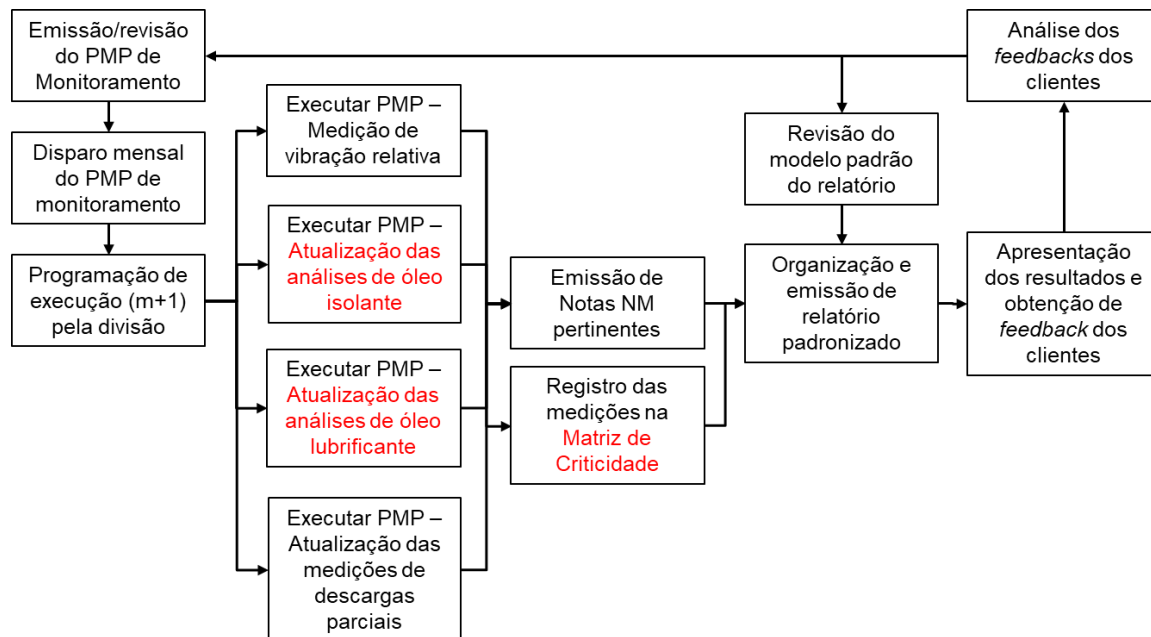 Emissão/revisão
do PMP de
Monitoramento
Disparo mensal
do PMP de
monitoramento
Programação de
execução (m+1)
pela divisão
Executar PMP –
Medição de
vibração relativa
Executar PMP –
Atualização das
análises de óleo
isolante
Executar PMP –
Atualização das
análises de óleo
lubrificante
Executar PMP –
Atualização das
medições de
descargas
parciais
Emissão de
Notas NM
pertinentes
Registro das
medições na
Matriz de
Criticidade
Revisão do
modelo padrão
do relatório
Organização e
emissão de
relatório
padronizado
Apresentação
dos resultados e
obtenção de
feedback dos
clientes
Análise dos
feedbacks dos
clientes